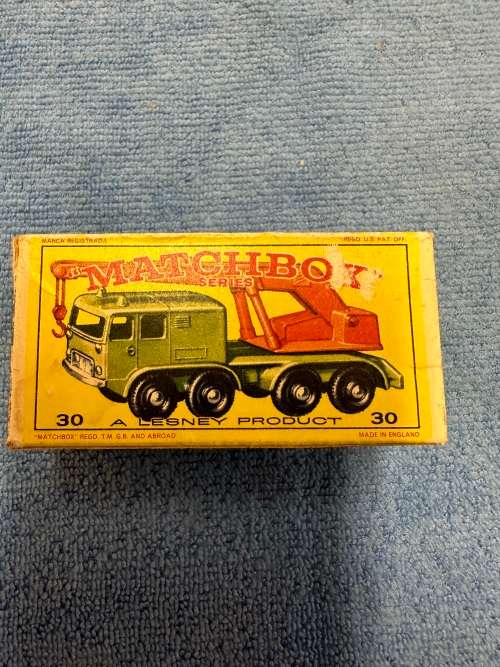 MARCA REGISTRADA REGD U.S PAT OFF
MATCHBOX
SERIES
30 A LESNEY PRODUCT 30
"MATCHBOX" REGD. T.M. G.B. AND ABROAD MADE IN ENGLAND